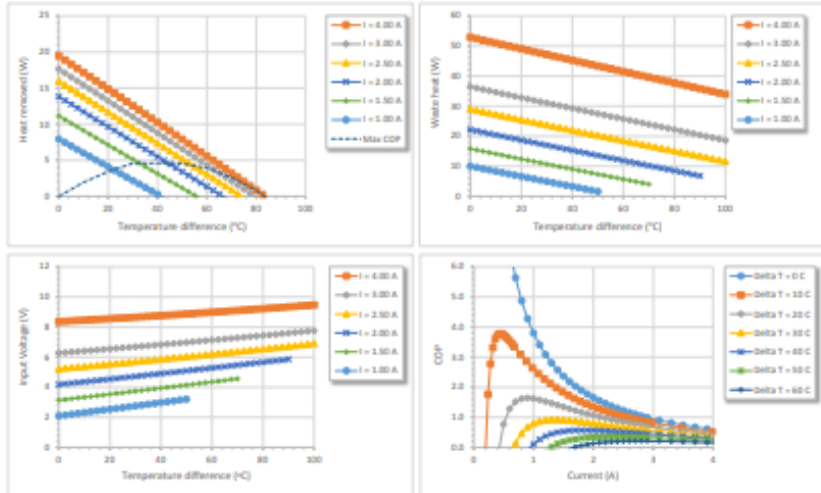 Heat removed (W)
25
20
15
10
5
0
0 20 40 60 80 100
Temperature difference (°C)
I = 4.00 A
I = 3.00 A
I = 2.50 A
I = 2.00 A
I = 1.50 A
I = 1.00 A
Max COP
Waste heat (W)
60
50
40
30
20
10
0
0 20 40 60 80 100
Temperature difference (°C)
I = 4.00 A
I = 3.00 A
I = 2.50 A
I = 2.00 A
I = 1.50 A
I = 1.00 A
Input Voltage (V)
12
10
8
6
4
2
0
0 20 40 60 80 100
Temperature difference (°C)
I = 4.00 A
I = 3.00 A
I = 2.50 A
I = 2.00 A
I = 1.50 A
I = 1.00 A
COP
6.0
5.0
4.0
3.0
2.0
1.0
0.0
0 1 2 3 4
Current (A)
Delta T = 0 C
Delta T = 10 C
Delta T = 20 C
Delta T = 30 C
Delta T = 40 C
Delta T = 50 C
Delta T = 60 C